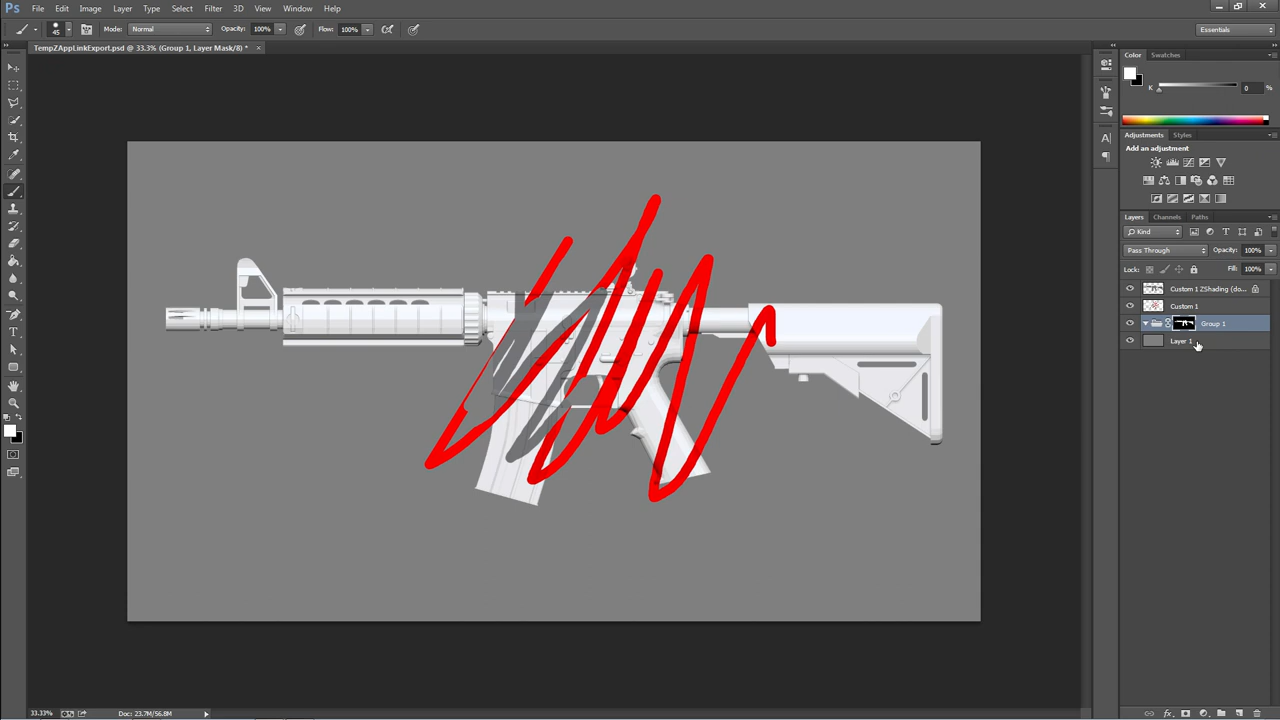 Ps File Edit Image Layer Type Select Filter 3D View Window Help
45 Mode: Normal Opacity: 100% Flow: 100% Essentials
TempZAppLinkExport.psd @ 33.3% (Group 1, Layer Mask/8) * ×
Color Swatches
K 0 %
Adjustments Styles
Add an adjustment
Layers Channels Paths
Kind
Pass Through Opacity: 100%
Lock: Fill: 100%
Custom 1 ZShading (do...
Custom 1
Group 1
Layer 1
33.33% Doc: 23.7M/56.8M